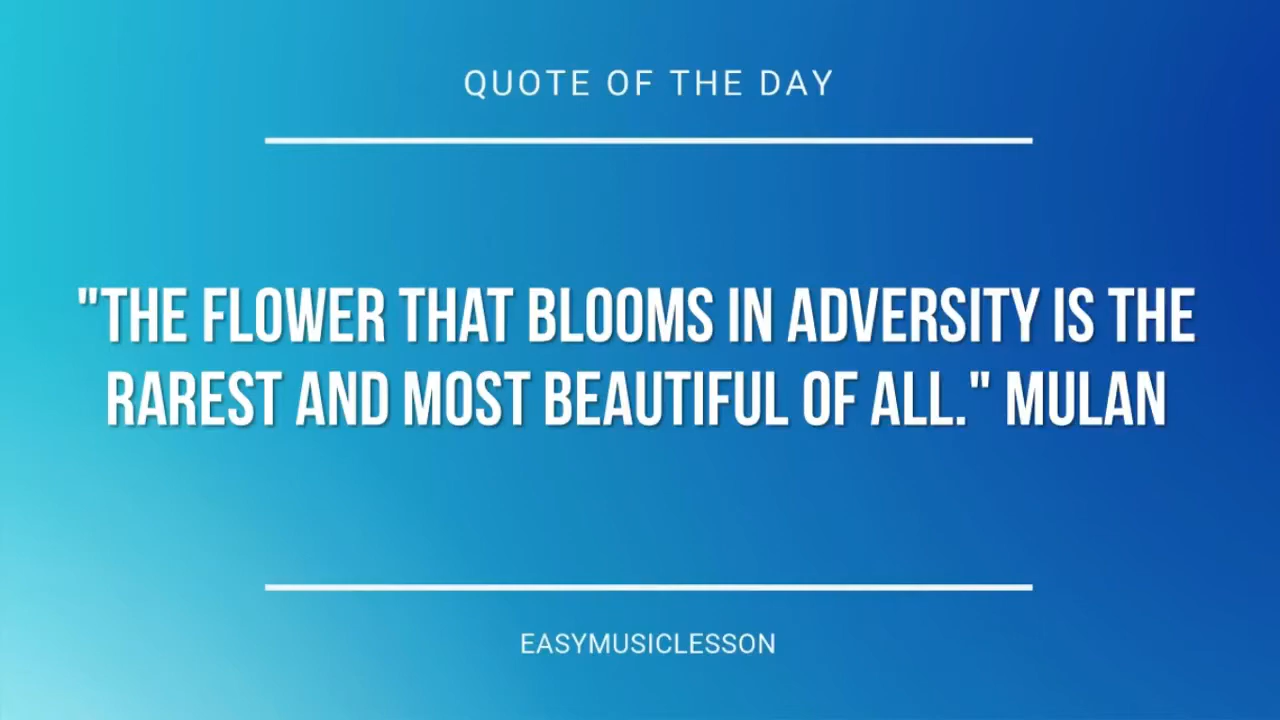 QUOTE OF THE DAY
"THE FLOWER THAT BLOOMS IN ADVERSITY IS THE
RAREST AND MOST BEAUTIFUL OF ALL." MULAN
EASYMUSICLESSON